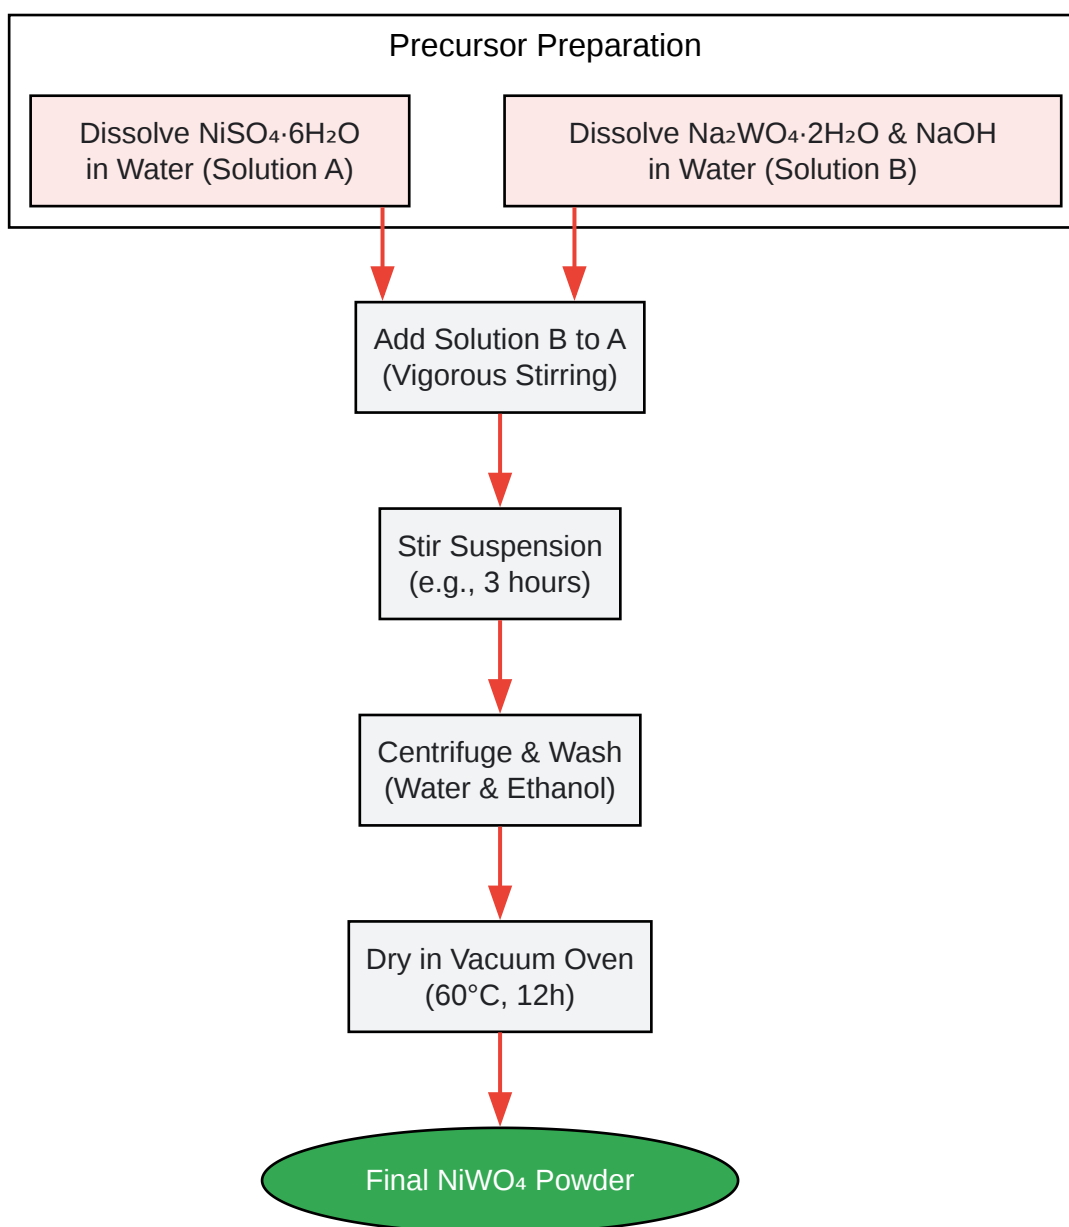 Precursor Preparation
Dissolve NiSO₄·6H₂O
in Water (Solution A)
Dissolve Na₂WO₄·2H₂O & NaOH
in Water (Solution B)
Add Solution B to A
(Vigorous Stirring)
Stir Suspension
(e.g., 3 hours)
Centrifuge & Wash
(Water & Ethanol)
Dry in Vacuum Oven
(60°C, 12h)
Final NiWO₄ Powder